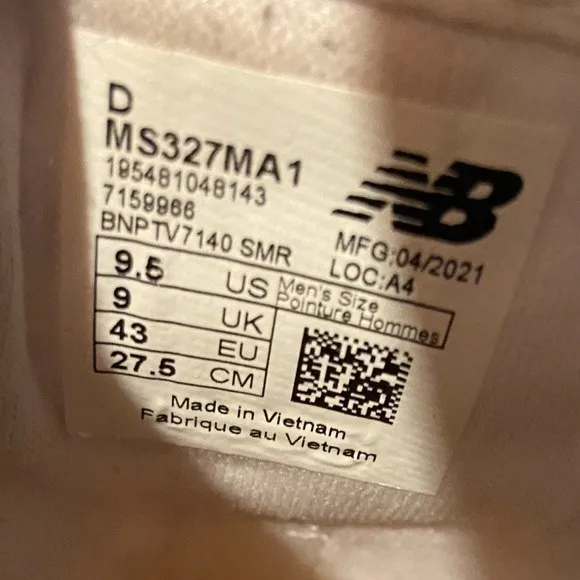 D
MS327MA1
195481048143
7159966
BNPTV7140 SMR
NB
MFG:04/2021
LOC:A4
9.5 US Men's Size
Pointure Hommes
9 UK
43 EU
27.5 CM
Made in Vietnam
Fabrique au Vietnam